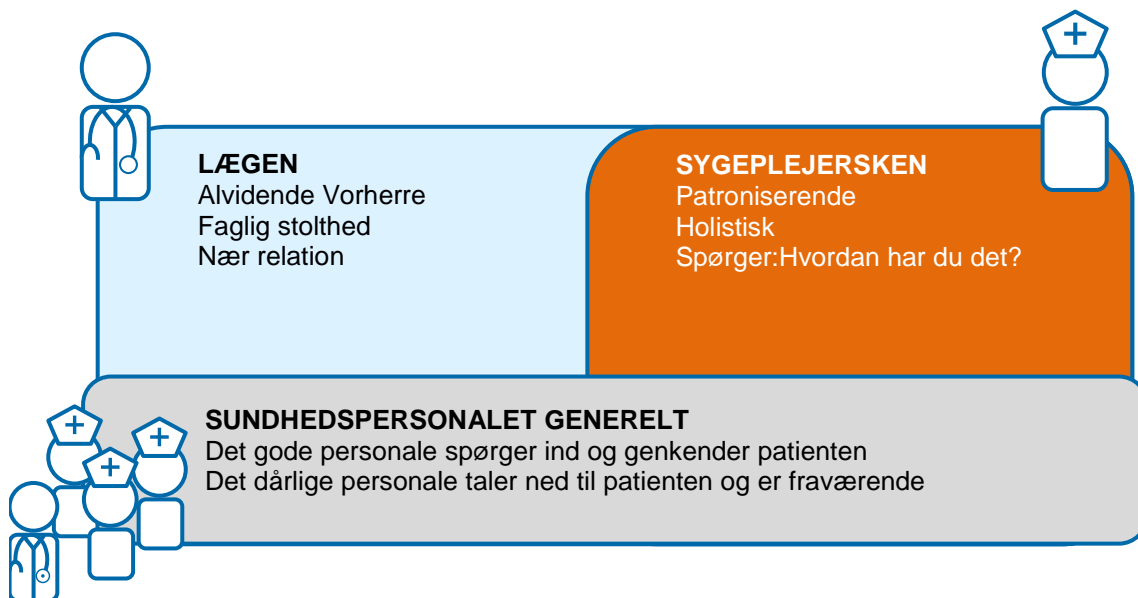 LÆGEN
Alvidende Vorherre
Faglig stolthed
Nær relation
SYGEPLEJERSKEN
Patroniserende
Holistisk
Spørger:Hvordan har du det?
SUNDHEDSPERSONALET GENERELT
Det gode personale spørger ind og genkender patienten
Det dårlige personale taler ned til patienten og er fraværende